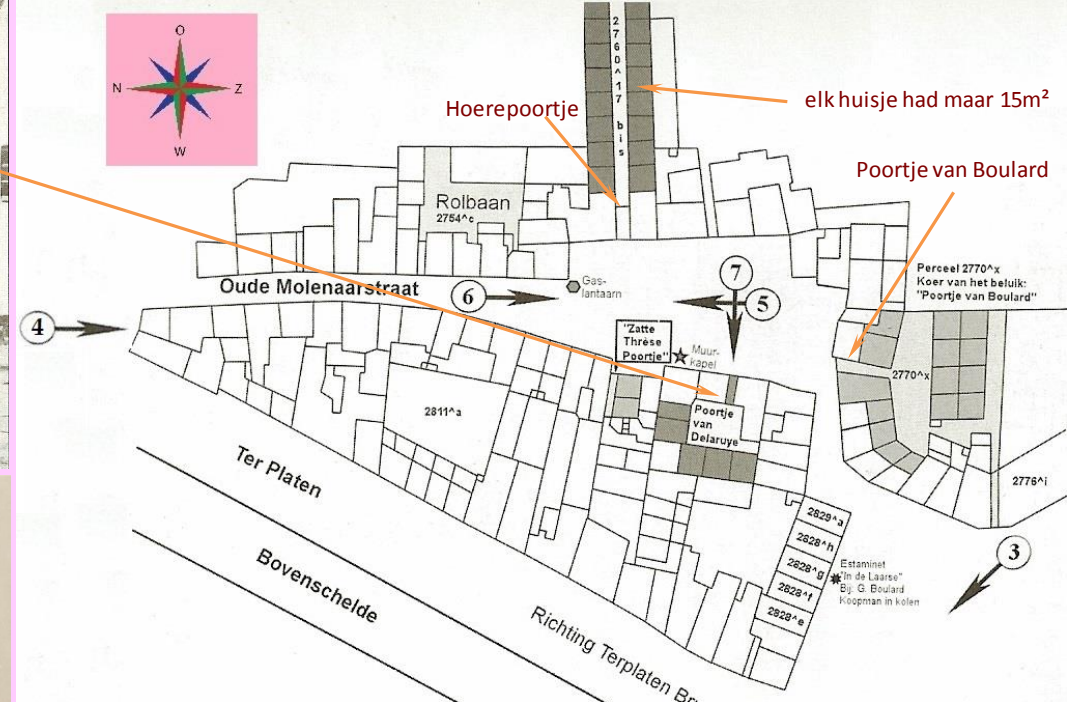 O
N
Z
W
Hoerepoortje
2760^17 bis
elk huisje had maar 15m²
Poortje van Boulard
Rolbaan
2754^c
Perceel 2770^x
Koer van het beluik:
"Poortje van Boulard"
Oude Molenaarstraat
Gas-
lantaarn
7
6
5
4
"Zatte
Thrèse
Poortje"
Muur-
kapel
2770^x
2811^a
Poortje
van
Delaruye
Ter Platen
2776^i
2829^a
2828^h
2828^g
2828^f
2828^e
Estaminet
"In de Laarse"
Bij: G. Boulard
Koopman in kolen
3
Bovenschelde
Richting Terplaten